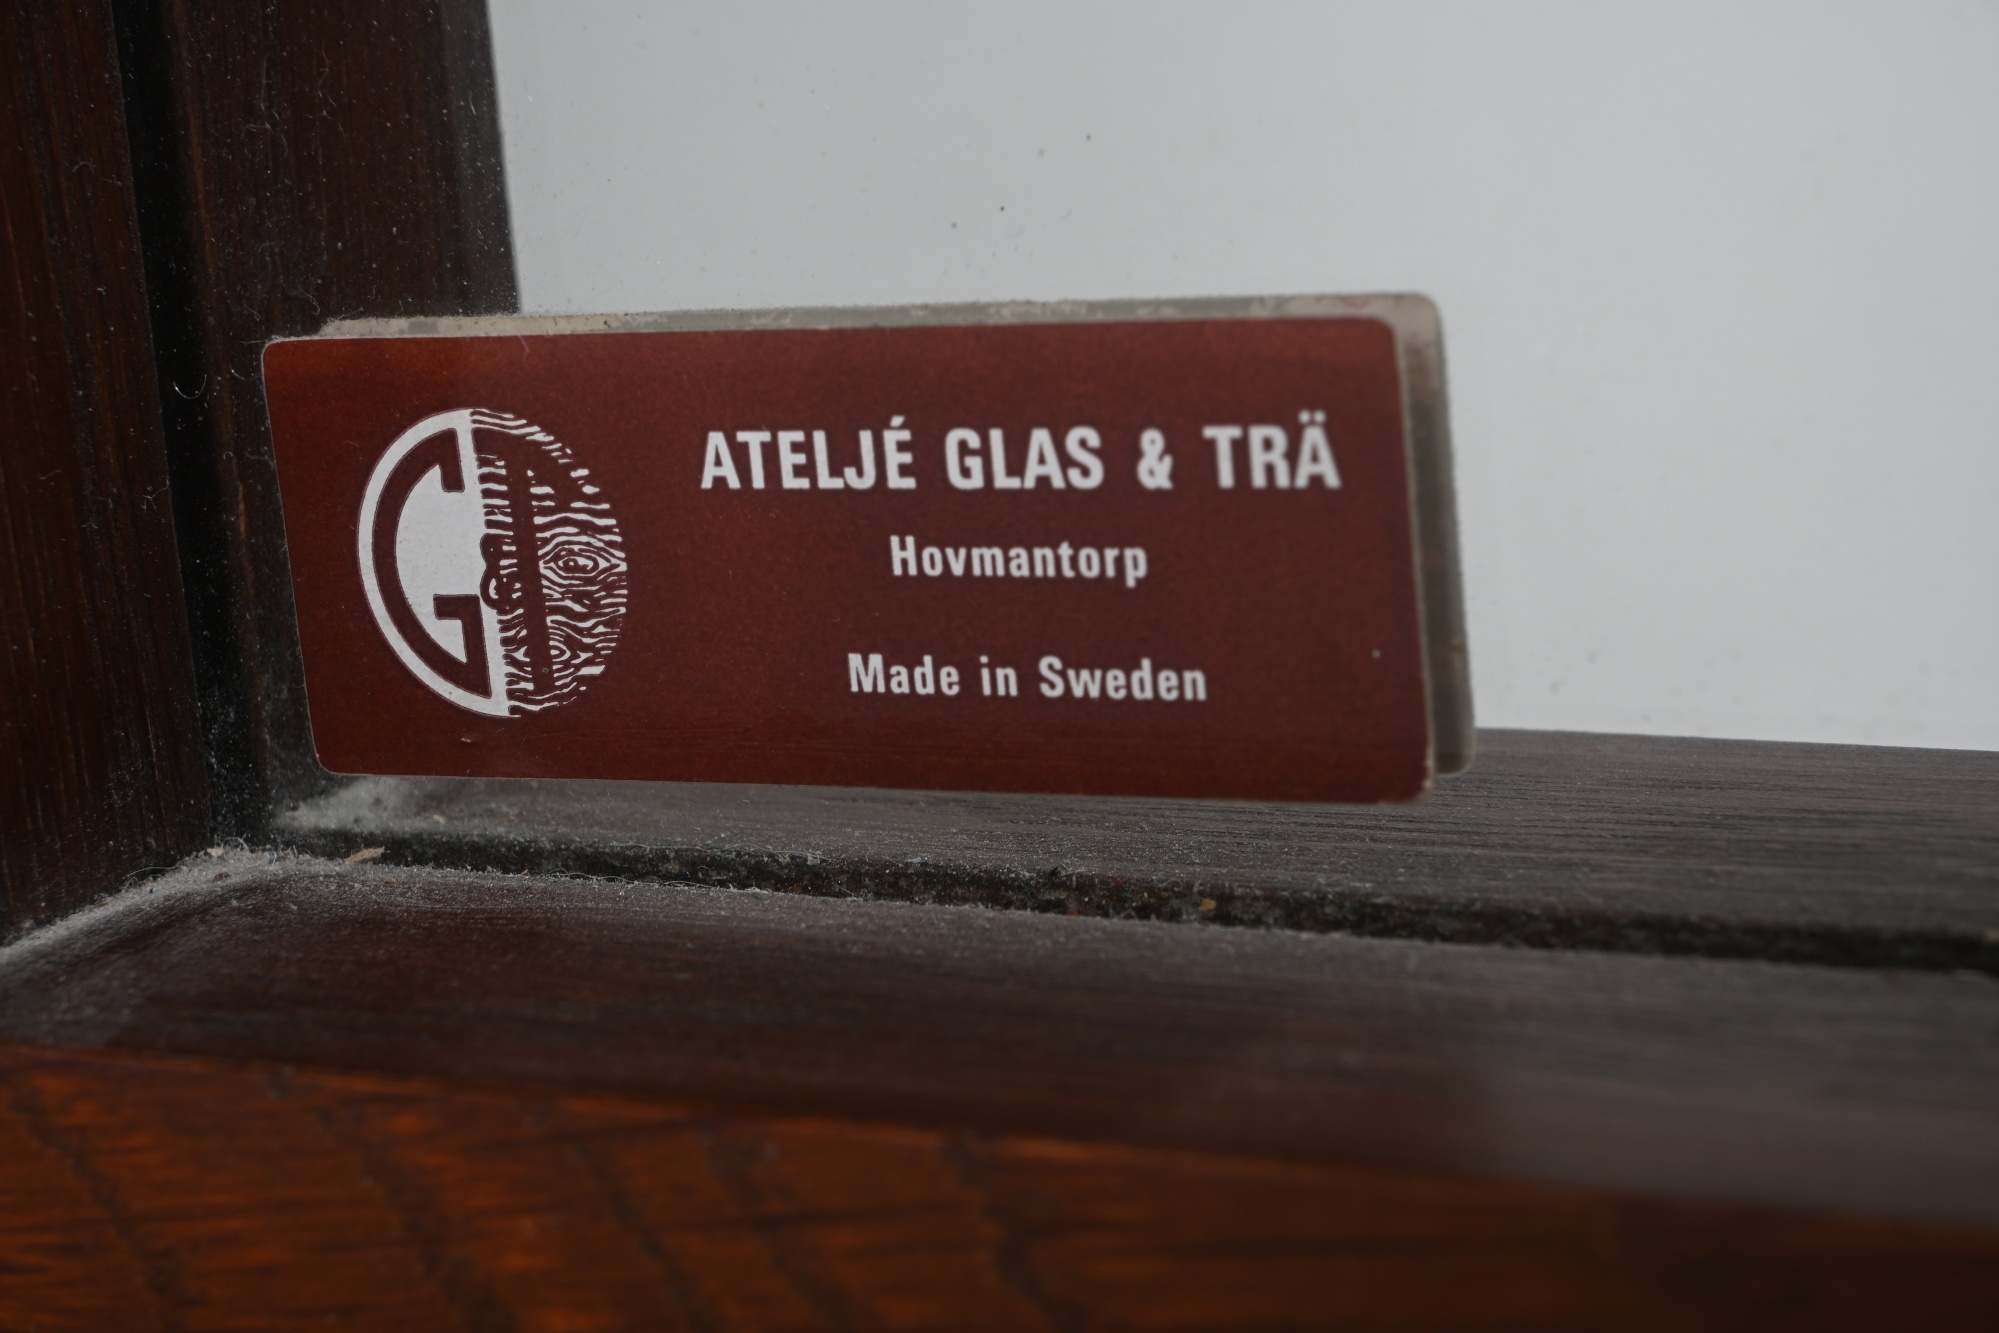 ATELJÉ GLAS & TRÄ
Hovmantorp
Made in Sweden